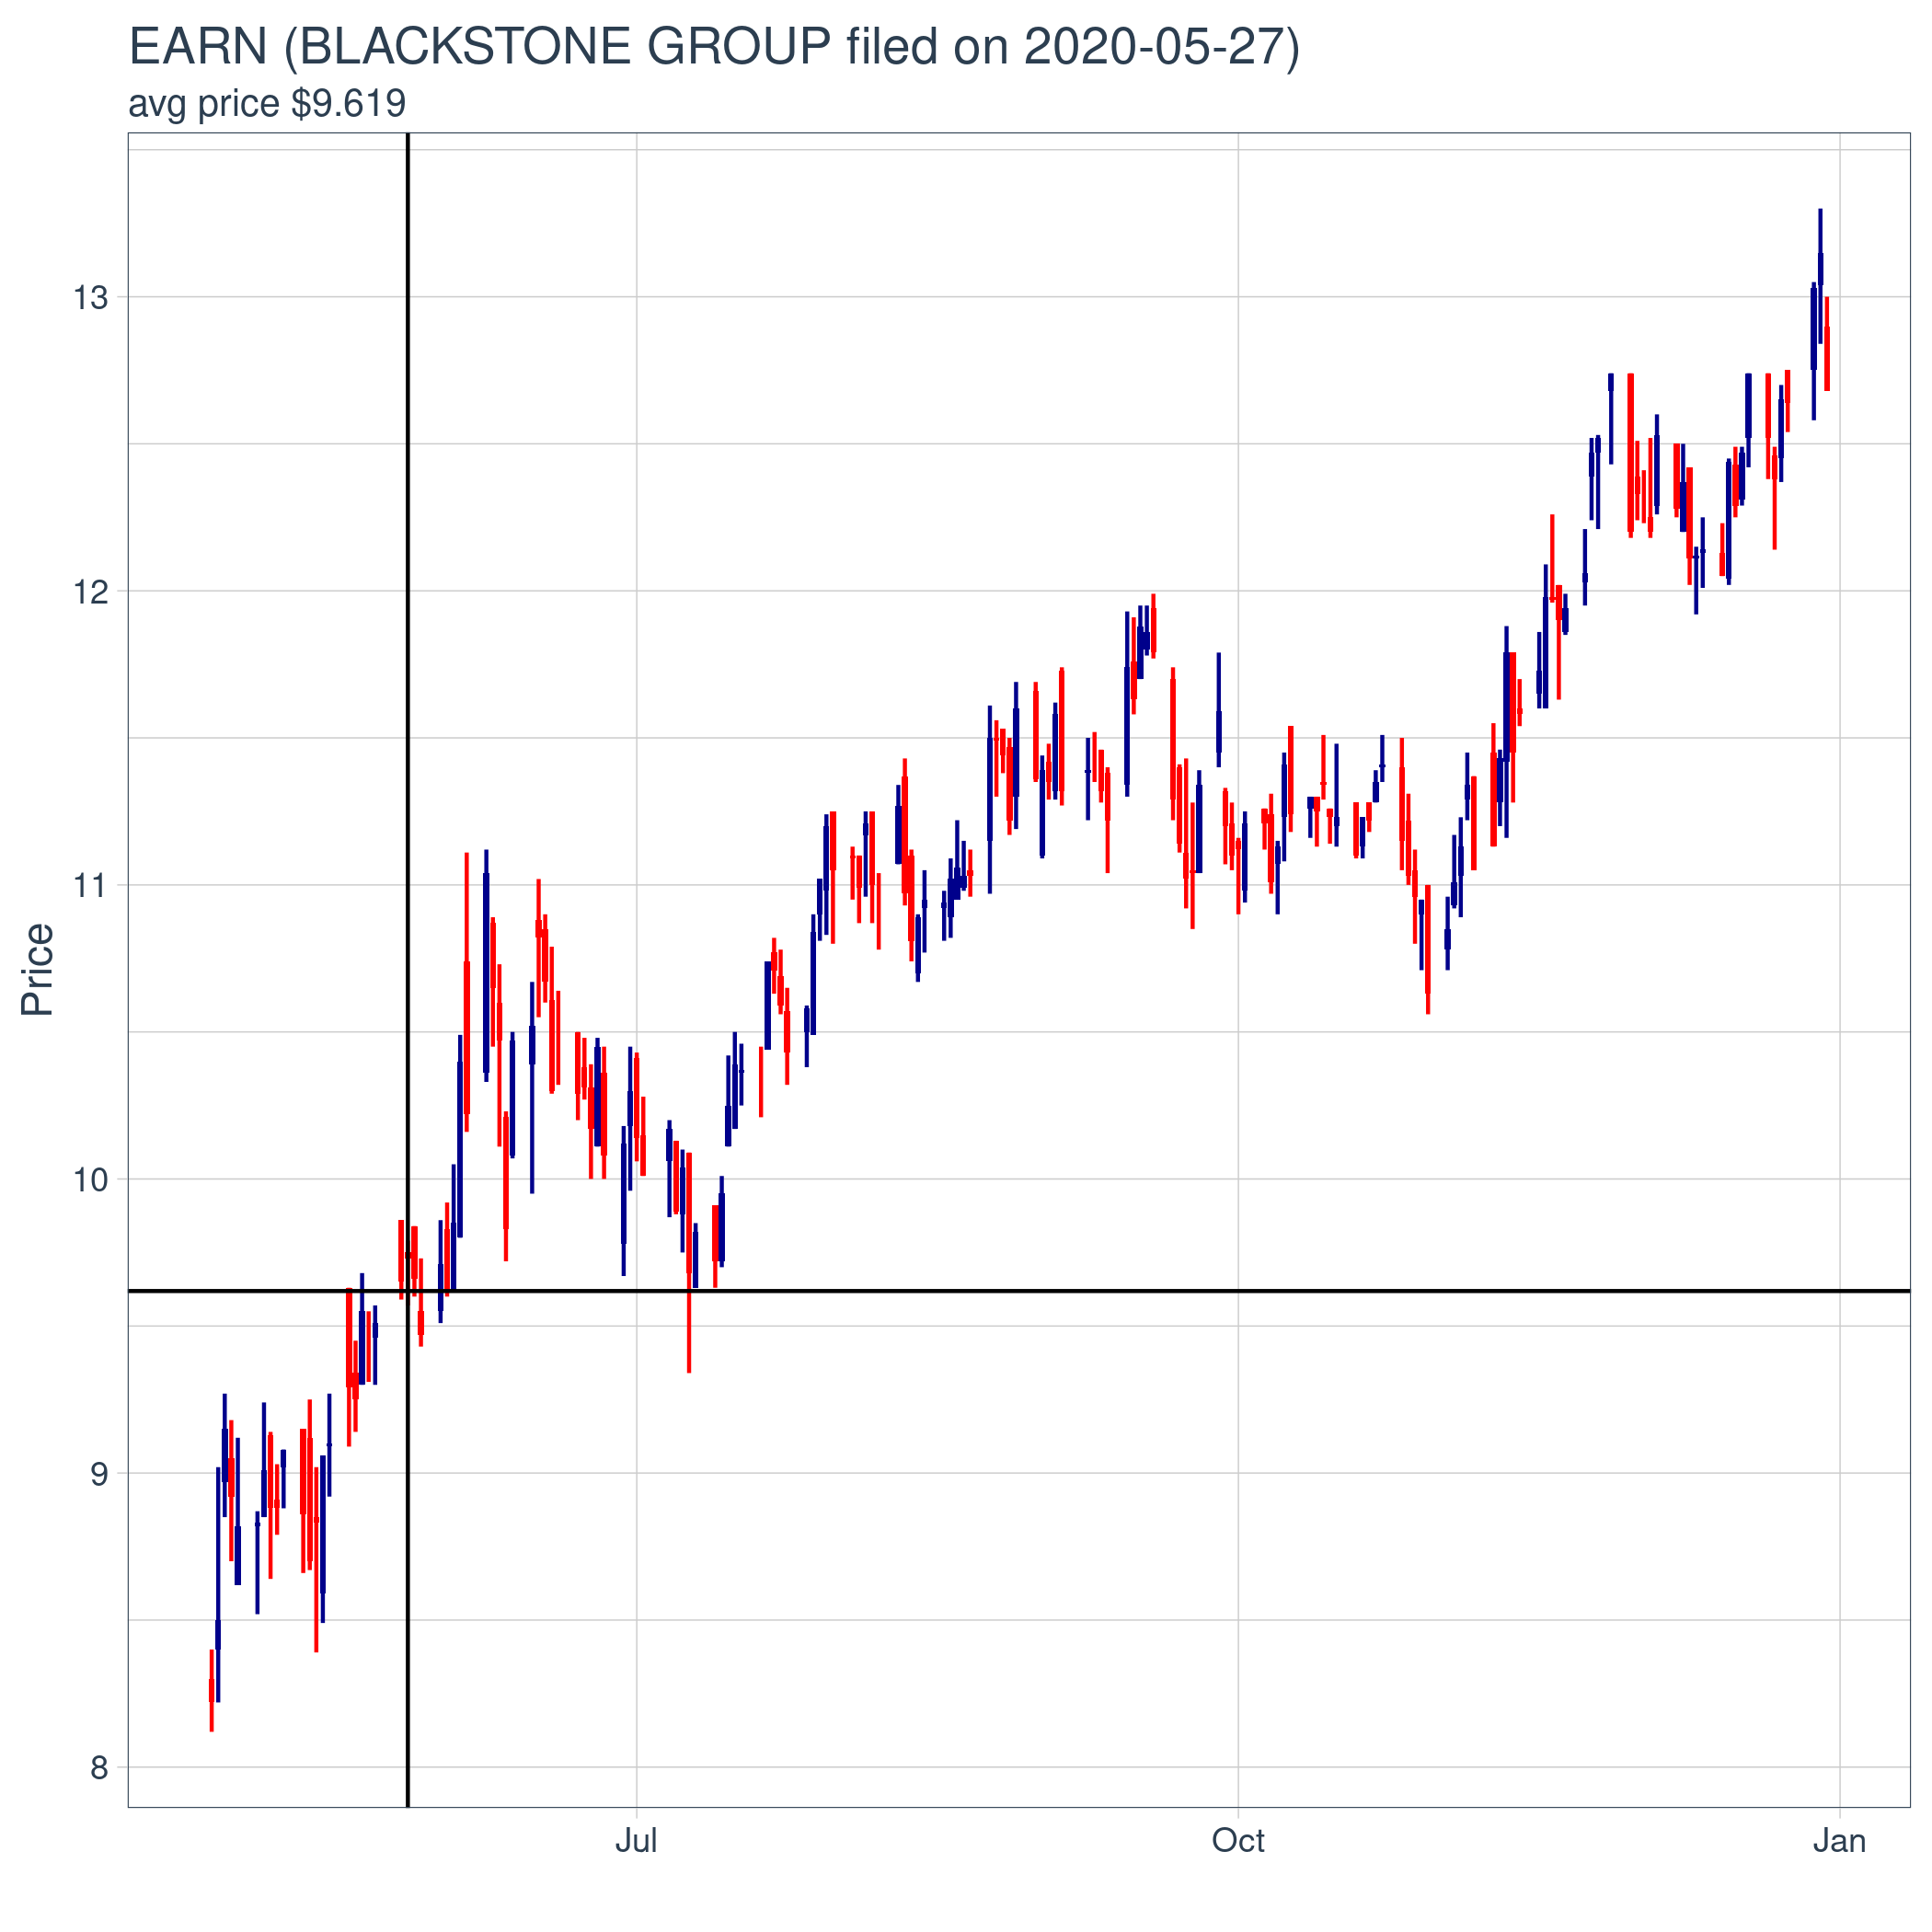 EARN (BLACKSTONE GROUP filed on 2020-05-27)
avg price $9.619
Price
13
12
11
10
9
8
Jul
Oct
Jan